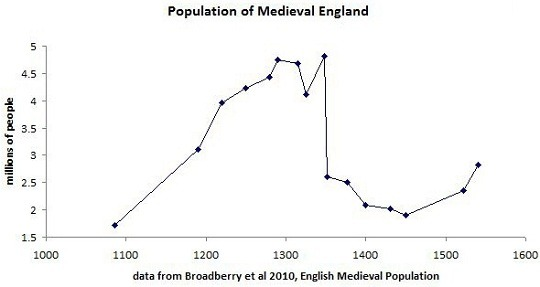 Population of Medieval England
5
4.5
4
3.5
3
2.5
2
1.5
millions of people
1000 1100 1200 1300 1400 1500 1600
data from Broadberry et al 2010, English Medieval Population